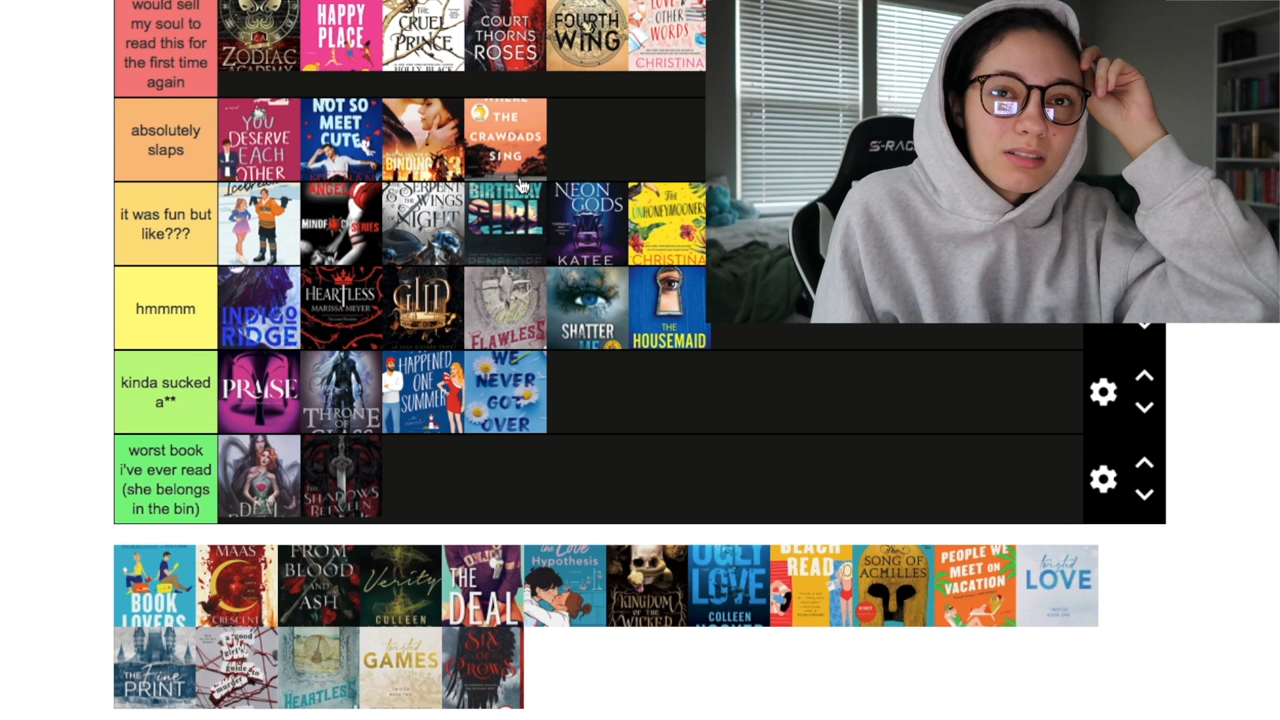 would sell
my soul to
read this for
the first time
again
ZODIAC
ACADEMY
HAPPY
PLACE
THE
CRUEL
PRINCE
HOLLY BLACK
COURT
THORNS
ROSES
FOURTH
WING
LOVE
OTHER
WORDS
CHRISTINA
absolutely
slaps
YOU
DESERVE
EACH
OTHER
NOT SO
MEET
CUTE
BINDING
THE
CRAWDADS
SING
it was fun but
like???
Icebreaker
ANGEL
SERIES
SERPENT
& THE WINGS
OF NIGHT
BIRTHDAY
GIRL
PENELOPE
NEON
GODS
KATEE
THE
UNHONEYMOONERS
CHRISTINA
S-RAC
hmmmm
INDIGO
RIDGE
HEARTLESS
MARISSA MEYER
GILD
FLAWLESS
SHATTER
ME
THE
HOUSEMAID
kinda sucked
a**
PRAISE
THRONE
OF
GLASS
HAPPENED
ONE
SUMMER
WE
NEVER
GOT
OVER
worst book
i've ever read
(she belongs
in the bin)
DEAL
THE
SHADOWS
BETWEEN
BOOK
LOVERS
MAAS
CRESCENT
FROM
BLOOD
AND
ASH
Verity
COLLEEN
THE
DEAL
the Love
Hypothesis
KINGDOM
OF THE
WICKED
UGLY
LOVE
COLLEEN
HOOVER
BEACH
READ
The
SONG OF
ACHILLES
PEOPLE WE
MEET ON
VACATION
twisted
LOVE
THE Fine
PRINT
a good
girl's
guide
to
murder
HEARTLESS
twisted
GAMES
SIX
OF
CROWS